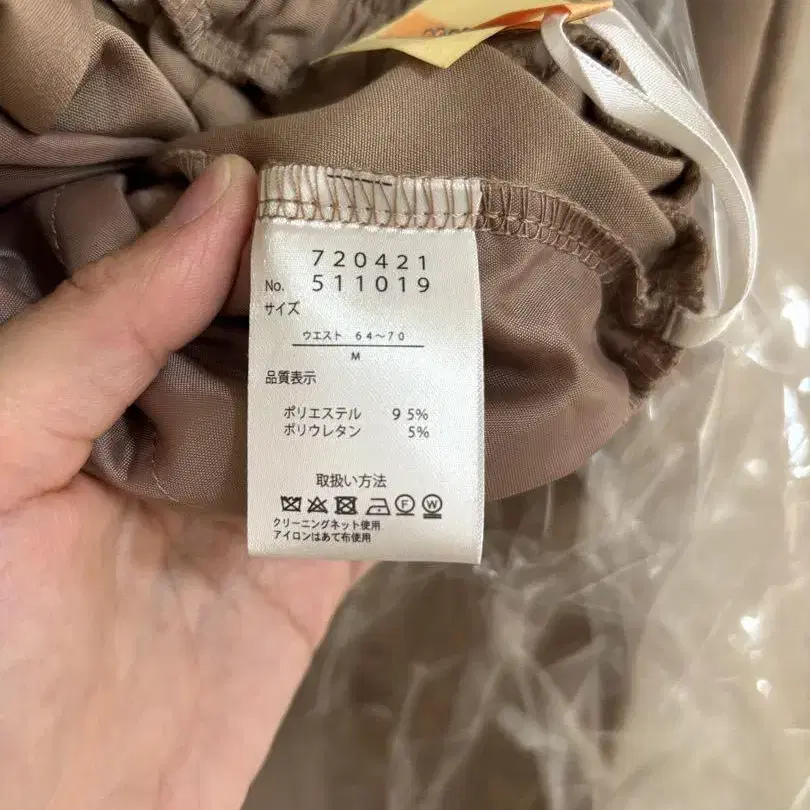 720421
No. 511019
サイズ
ウエスト 64～70
M
品質表示
ポリエステル 95%
ポリウレタン 5%
取扱い方法
F W
クリーニングネット使用
アイロンはあて布使用